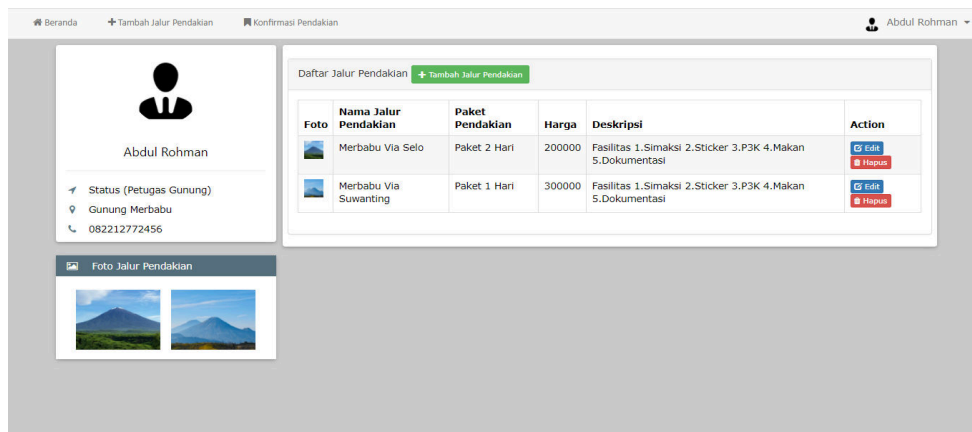 Beranda
Tambah Jalur Pendakian
Konfirmasi Pendakian
Abdul Rohman
Abdul Rohman
Status (Petugas Gunung)
Gunung Merbabu
082212772456
Foto Jalur Pendakian
Daftar Jalur Pendakian
Tambah Jalur Pendakian
Foto
Nama Jalur
Pendakian
Paket
Pendakian
Harga
Deskripsi
Action
Merbabu Via Selo
Paket 2 Hari
200000
Fasilitas 1.Simaksi 2.Sticker 3.P3K 4.Makan
5.Dokumentasi
Edit
Hapus
Merbabu Via
Suwanting
Paket 1 Hari
300000
Fasilitas 1.Simaksi 2.Sticker 3.P3K 4.Makan
5.Dokumentasi
Edit
Hapus